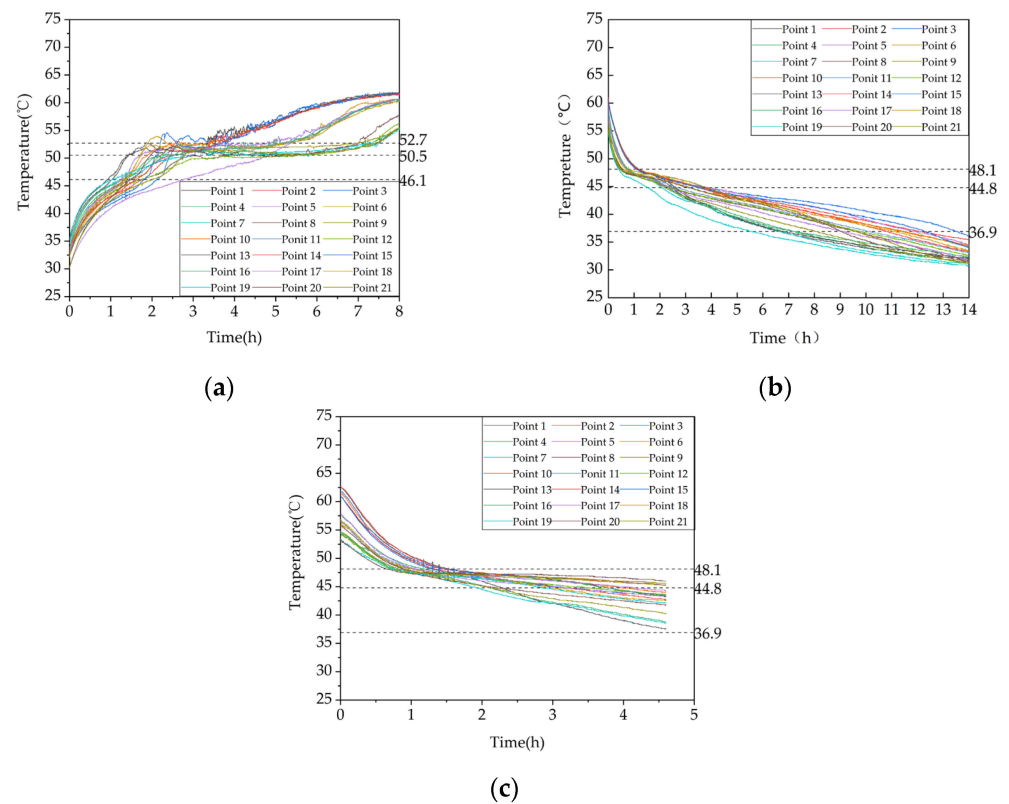 75
70
65
60
55
50
45
40
35
30
25
Temperature(℃)
52.7
50.5
46.1
Point 1 Point 2 Point 3
Point 4 Point 5 Point 6
Point 7 Point 8 Point 9
Point 10 Ponit 11 Point 12
Point 13 Point 14 Point 15
Point 16 Point 17 Point 18
Point 19 Point 20 Point 21
0 1 2 3 4 5 6 7 8
Time(h)
(a)
75
70
65
60
55
50
45
40
35
30
25
Tempreture（℃）
Point 1 Point 2 Point 3
Point 4 Point 5 Point 6
Point 7 Point 8 Point 9
Point 10 Ponit 11 Point 12
Point 13 Point 14 Point 15
Point 16 Point 17 Point 18
Point 19 Point 20 Point 21
48.1
44.8
36.9
0 1 2 3 4 5 6 7 8 9 10 11 12 13 14
Time（h）
(b)
75
70
65
60
55
50
45
40
35
30
25
Temperature(℃)
Point 1 Point 2 Point 3
Point 4 Point 5 Point 6
Point 7 Point 8 Point 9
Point 10 Ponit 11 Point 12
Point 13 Point 14 Point 15
Point 16 Point 17 Point 18
Point 19 Point 20 Point 21
48.1
44.8
36.9
0 1 2 3 4 5
Time(h)
(c)